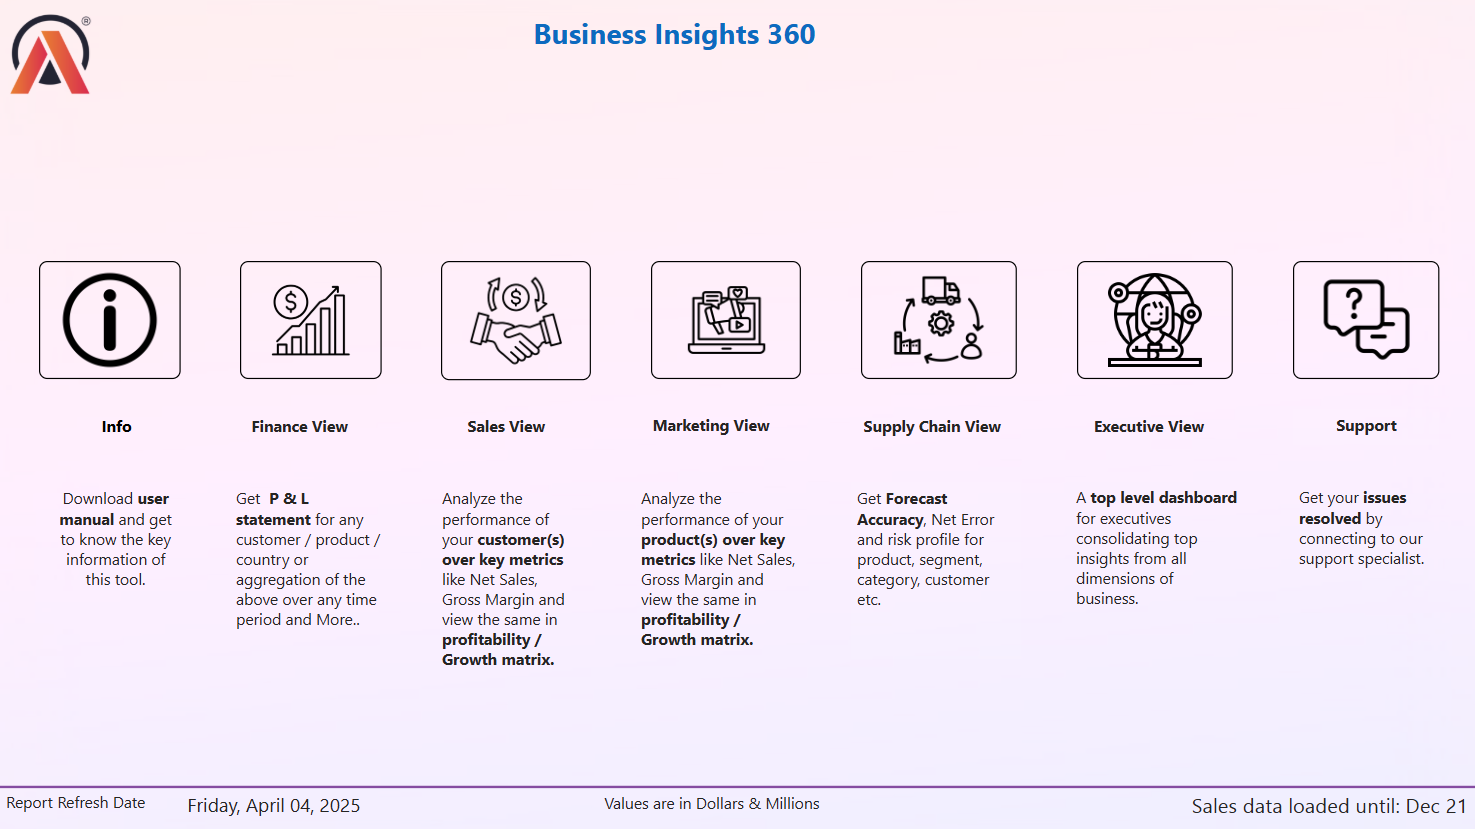 ®
Business Insights 360
Info
Download user
manual and get
to know the key
information of
this tool.
Finance View
Get P & L
statement for any
customer / product /
country or
aggregation of the
above over any time
period and More..
Sales View
Analyze the
performance of
your customer(s)
over key metrics
like Net Sales,
Gross Margin and
view the same in
profitability /
Growth matrix.
Marketing View
Analyze the
performance of your
product(s) over key
metrics like Net Sales,
Gross Margin and
view the same in
profitability /
Growth matrix.
Supply Chain View
Get Forecast
Accuracy, Net Error
and risk profile for
product, segment,
category, customer
etc.
Executive View
A top level dashboard
for executives
consolidating top
insights from all
dimensions of
business.
Support
Get your issues
resolved by
connecting to our
support specialist.
Report Refresh Date
Friday, April 04, 2025
Values are in Dollars & Millions
Sales data loaded until: Dec 21